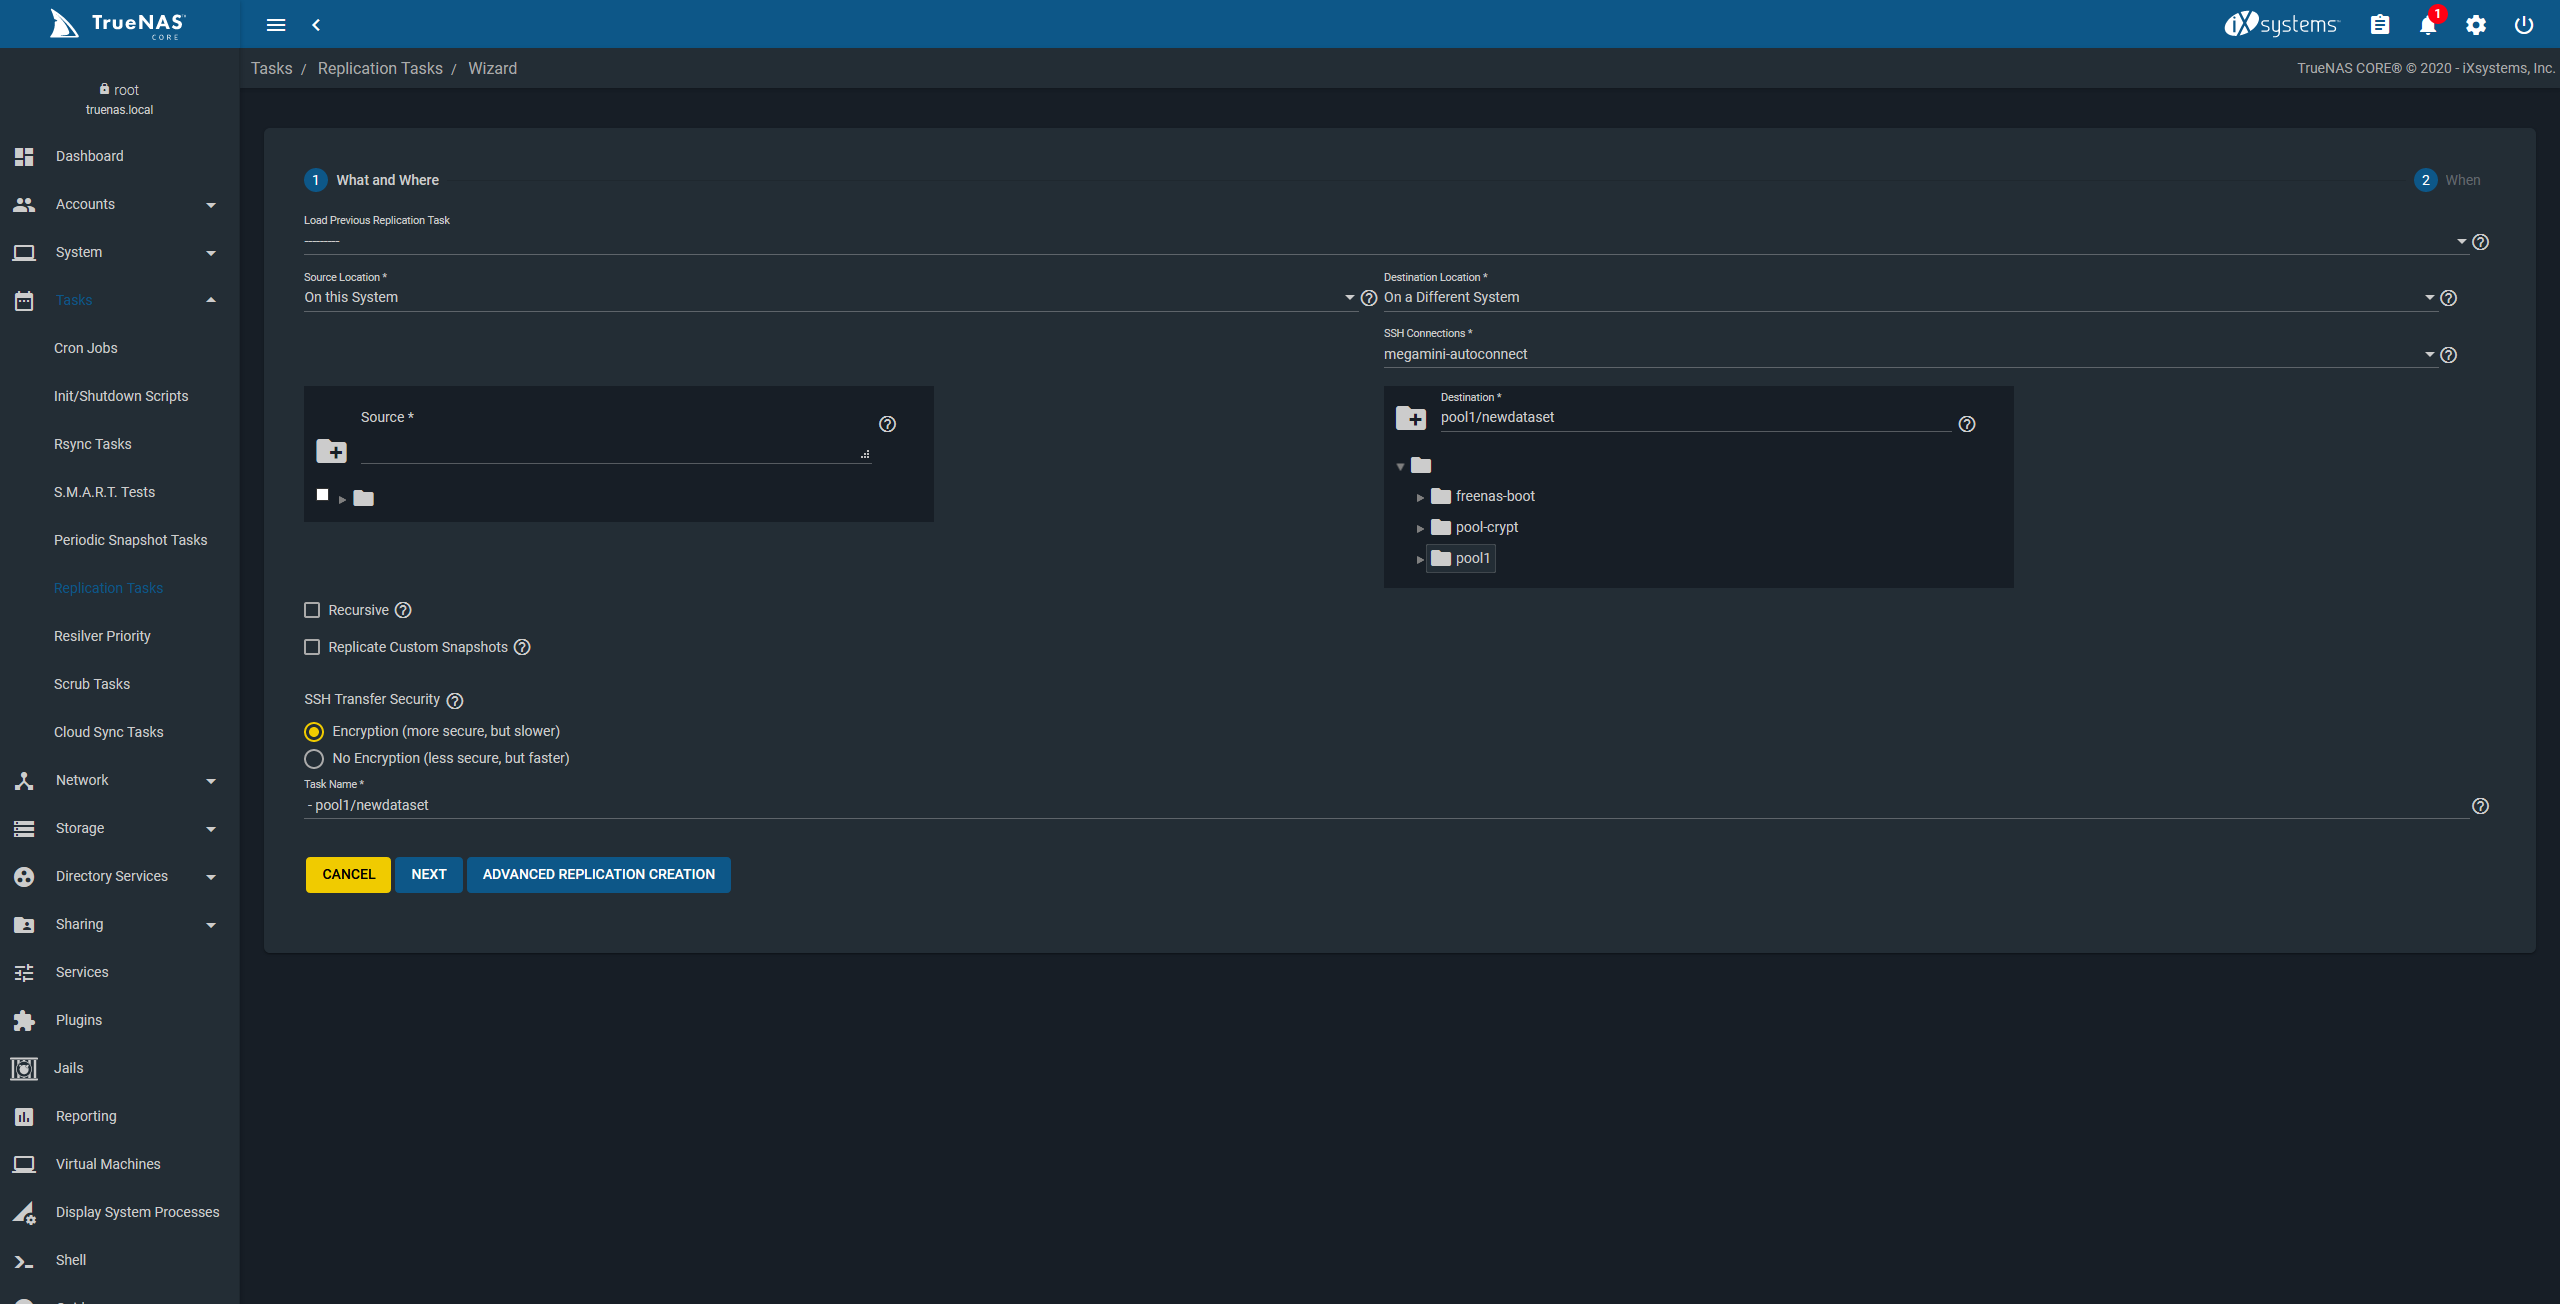 TrueNAS
CORE
iXsystems
1
Tasks / Replication Tasks / Wizard
TrueNAS CORE® © 2020 - iXsystems, Inc.
root
truenas.local
Dashboard
Accounts
System
Tasks
Cron Jobs
Init/Shutdown Scripts
Rsync Tasks
S.M.A.R.T. Tests
Periodic Snapshot Tasks
Replication Tasks
Resilver Priority
Scrub Tasks
Cloud Sync Tasks
Network
Storage
Directory Services
Sharing
Services
Plugins
Jails
Reporting
Virtual Machines
Display System Processes
Shell
1 What and Where
2 When
Load Previous Replication Task
---------
Source Location *
On this System
Destination Location *
On a Different System
SSH Connections *
megamini-autoconnect
Source *
Destination *
pool1/newdataset
freenas-boot
pool-crypt
pool1
Recursive
Replicate Custom Snapshots
SSH Transfer Security
Encryption (more secure, but slower)
No Encryption (less secure, but faster)
Task Name *
- pool1/newdataset
CANCEL NEXT ADVANCED REPLICATION CREATION